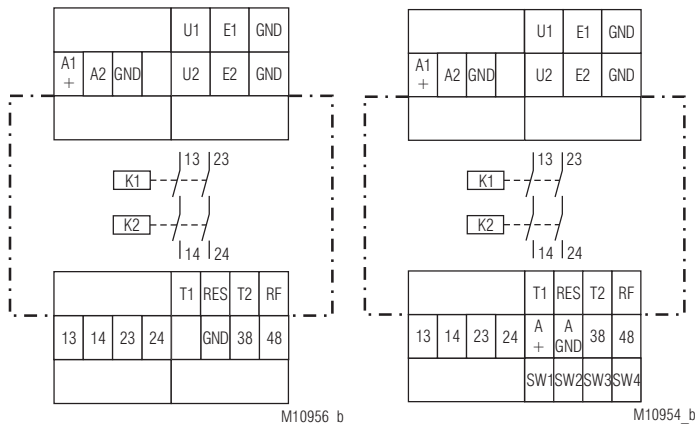 U1 E1 GND
A1 + A2 GND U2 E2 GND
13 23
K1
K2
14 24
T1 RES T2 RF
13 14 23 24 GND 38 48
M10956_b
U1 E1 GND
A1 + A2 GND U2 E2 GND
13 23
K1
K2
14 24
T1 RES T2 RF
13 14 23 24 A + A GND 38 48
SW1 SW2 SW3 SW4
M10954_b